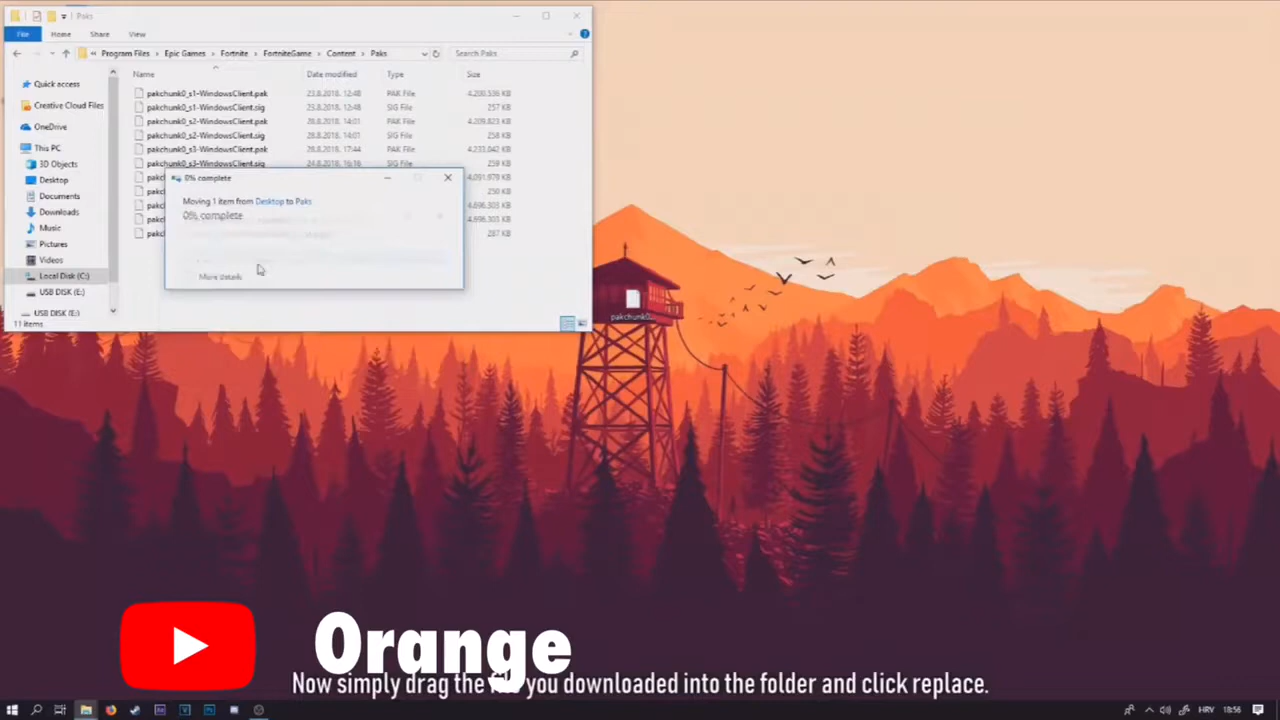 Paks
File Home Share View
« Program Files › Epic Games › Fortnite › FortniteGame › Content › Paks
Search Paks
Name Date modified Type Size
Quick access
Creative Cloud Files
OneDrive
This PC
3D Objects
Desktop
Documents
Downloads
Music
Pictures
Videos
Local Disk (C:)
USB DISK (E:)
USB DISK (E:)
pakchunk0_s1-WindowsClient.pak 23.8.2018. 12:48 PAK File 4.200.536 KB
pakchunk0_s1-WindowsClient.sig 23.8.2018. 12:48 SIG File 257 KB
pakchunk0_s2-WindowsClient.pak 28.8.2018. 14:01 PAK File 4.209.823 KB
pakchunk0_s2-WindowsClient.sig 28.8.2018. 14:01 SIG File 258 KB
pakchunk0_s3-WindowsClient.pak 28.8.2018. 17:44 PAK File 4.233.042 KB
pakchunk0_s3-WindowsClient.sig 24.8.2018. 16:16 SIG File 259 KB
4.091.979 KB
250 KB
4.696.303 KB
4.696.303 KB
287 KB
0% complete
Moving 1 item from Desktop to Paks
0% complete
More details
11 items
pakchunk0...
Orange
Now simply drag the file you downloaded into the folder and click replace.
HRV 18:56